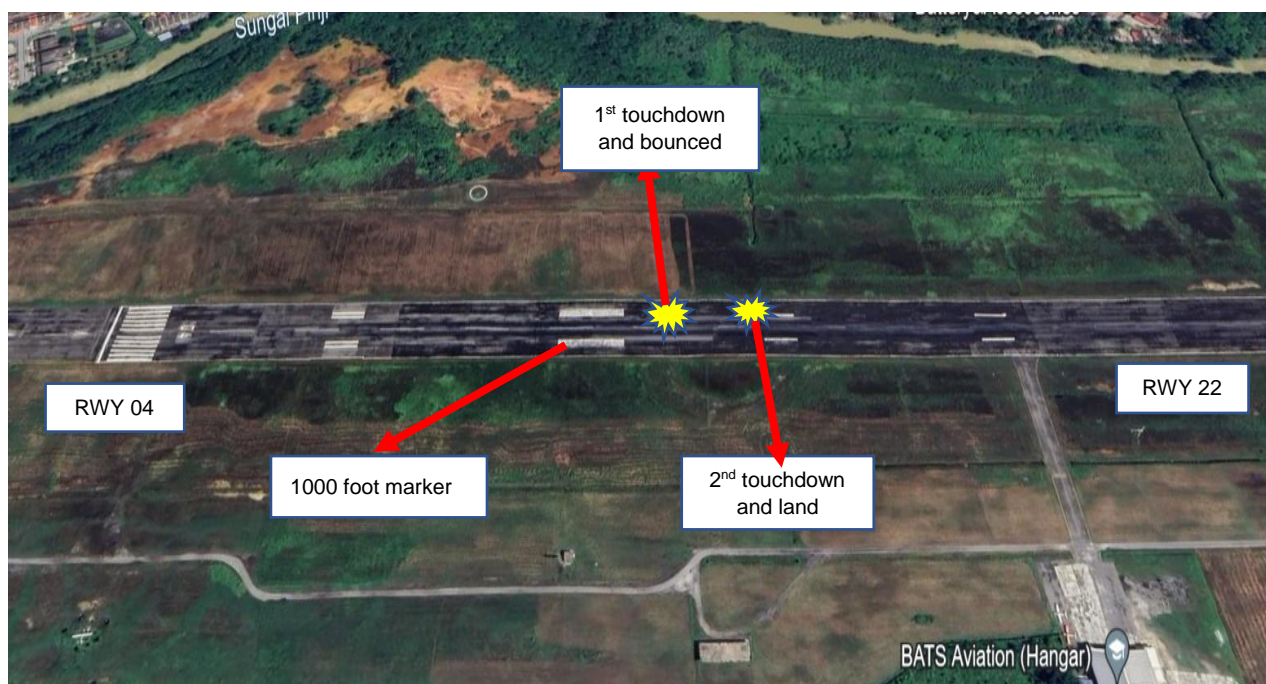 Sungai Pinji
1st touchdown
and bounced
RWY 04
RWY 22
1000 foot marker
2nd touchdown
and land
BATS Aviation (Hangar)